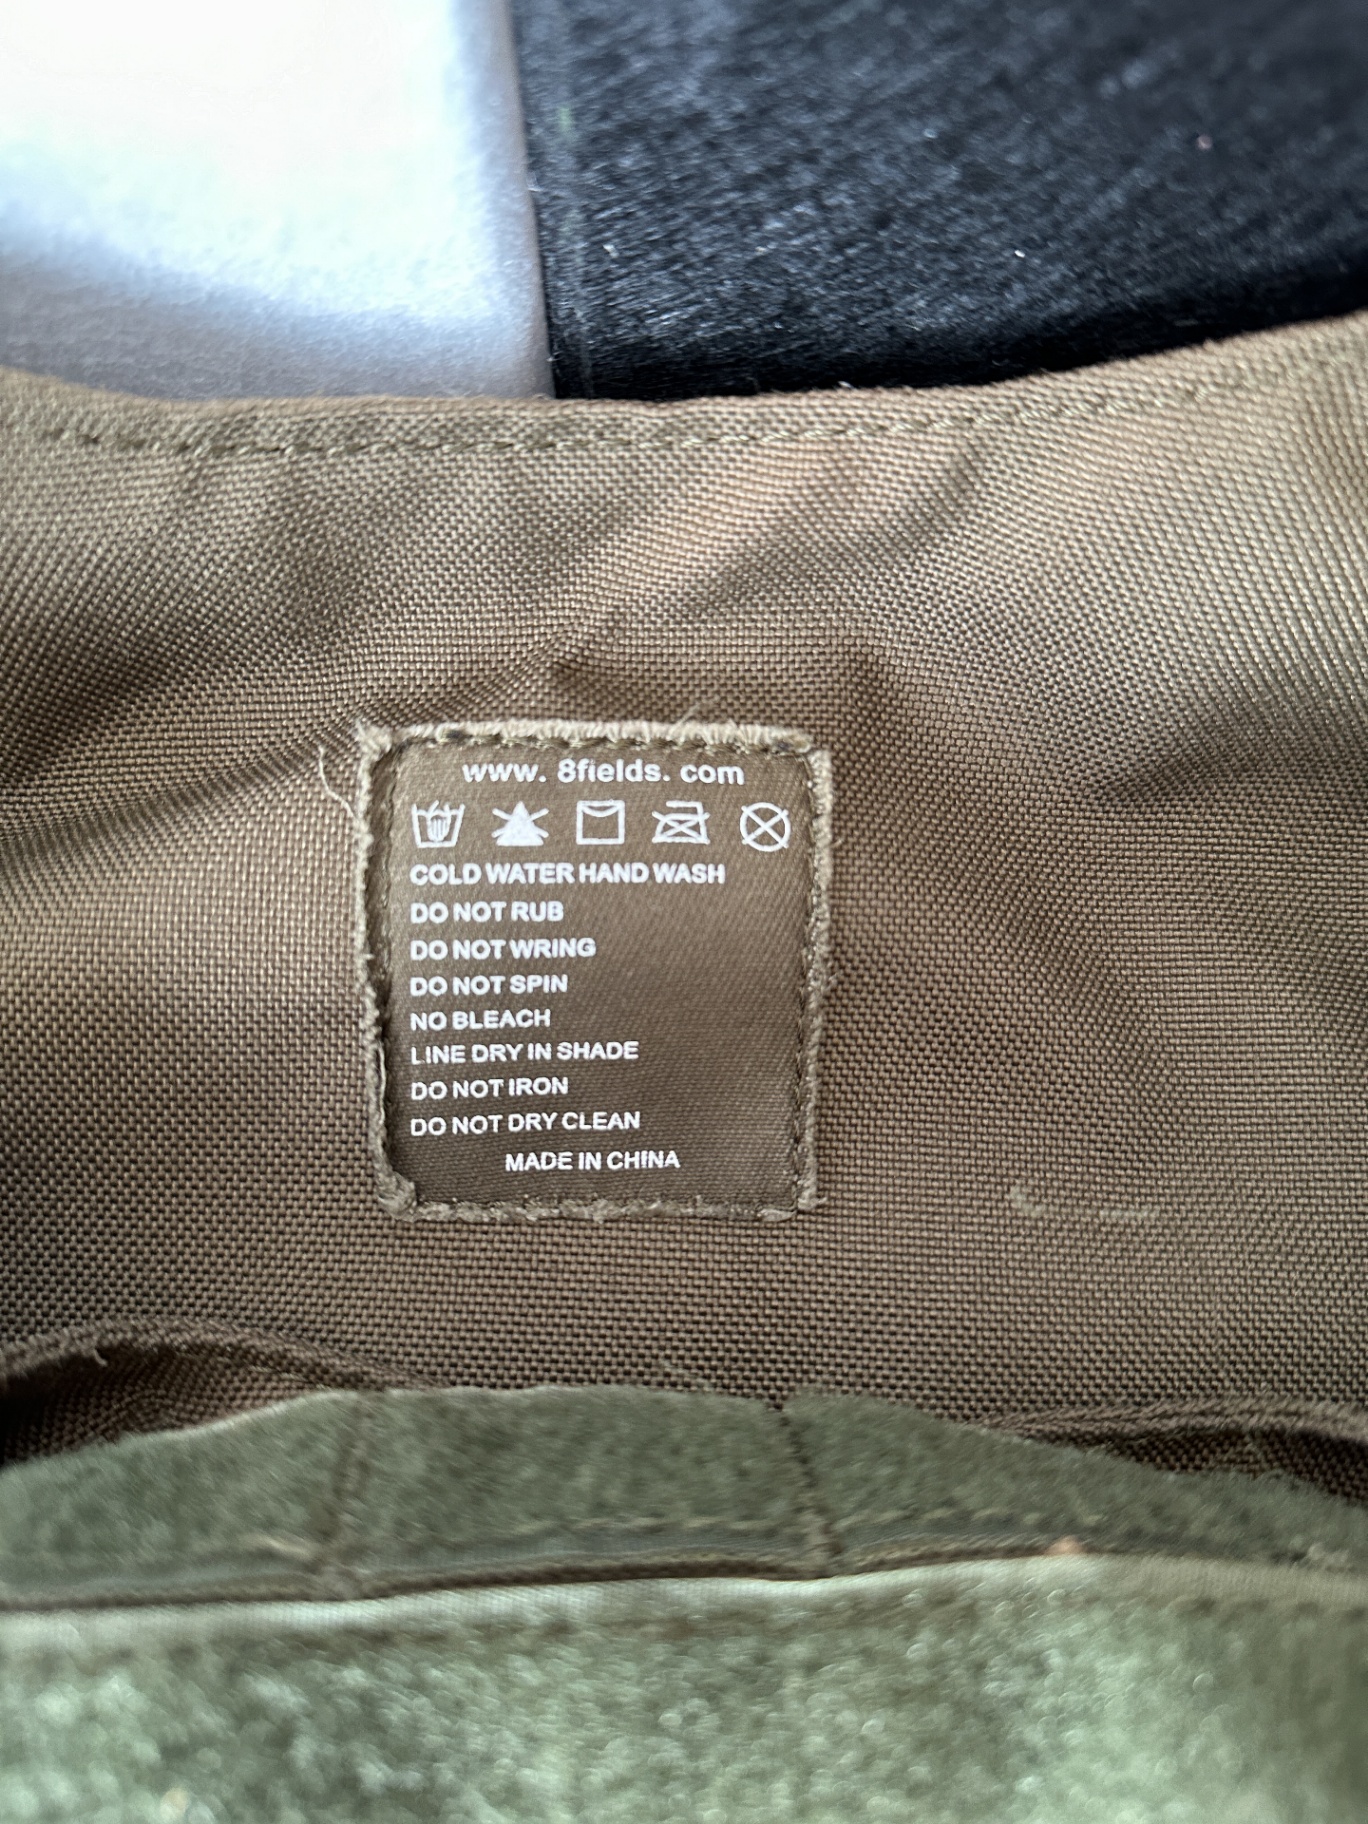 www. 8fields. com
COLD WATER HAND WASH
DO NOT RUB
DO NOT WRING
DO NOT SPIN
NO BLEACH
LINE DRY IN SHADE
DO NOT IRON
DO NOT DRY CLEAN
MADE IN CHINA